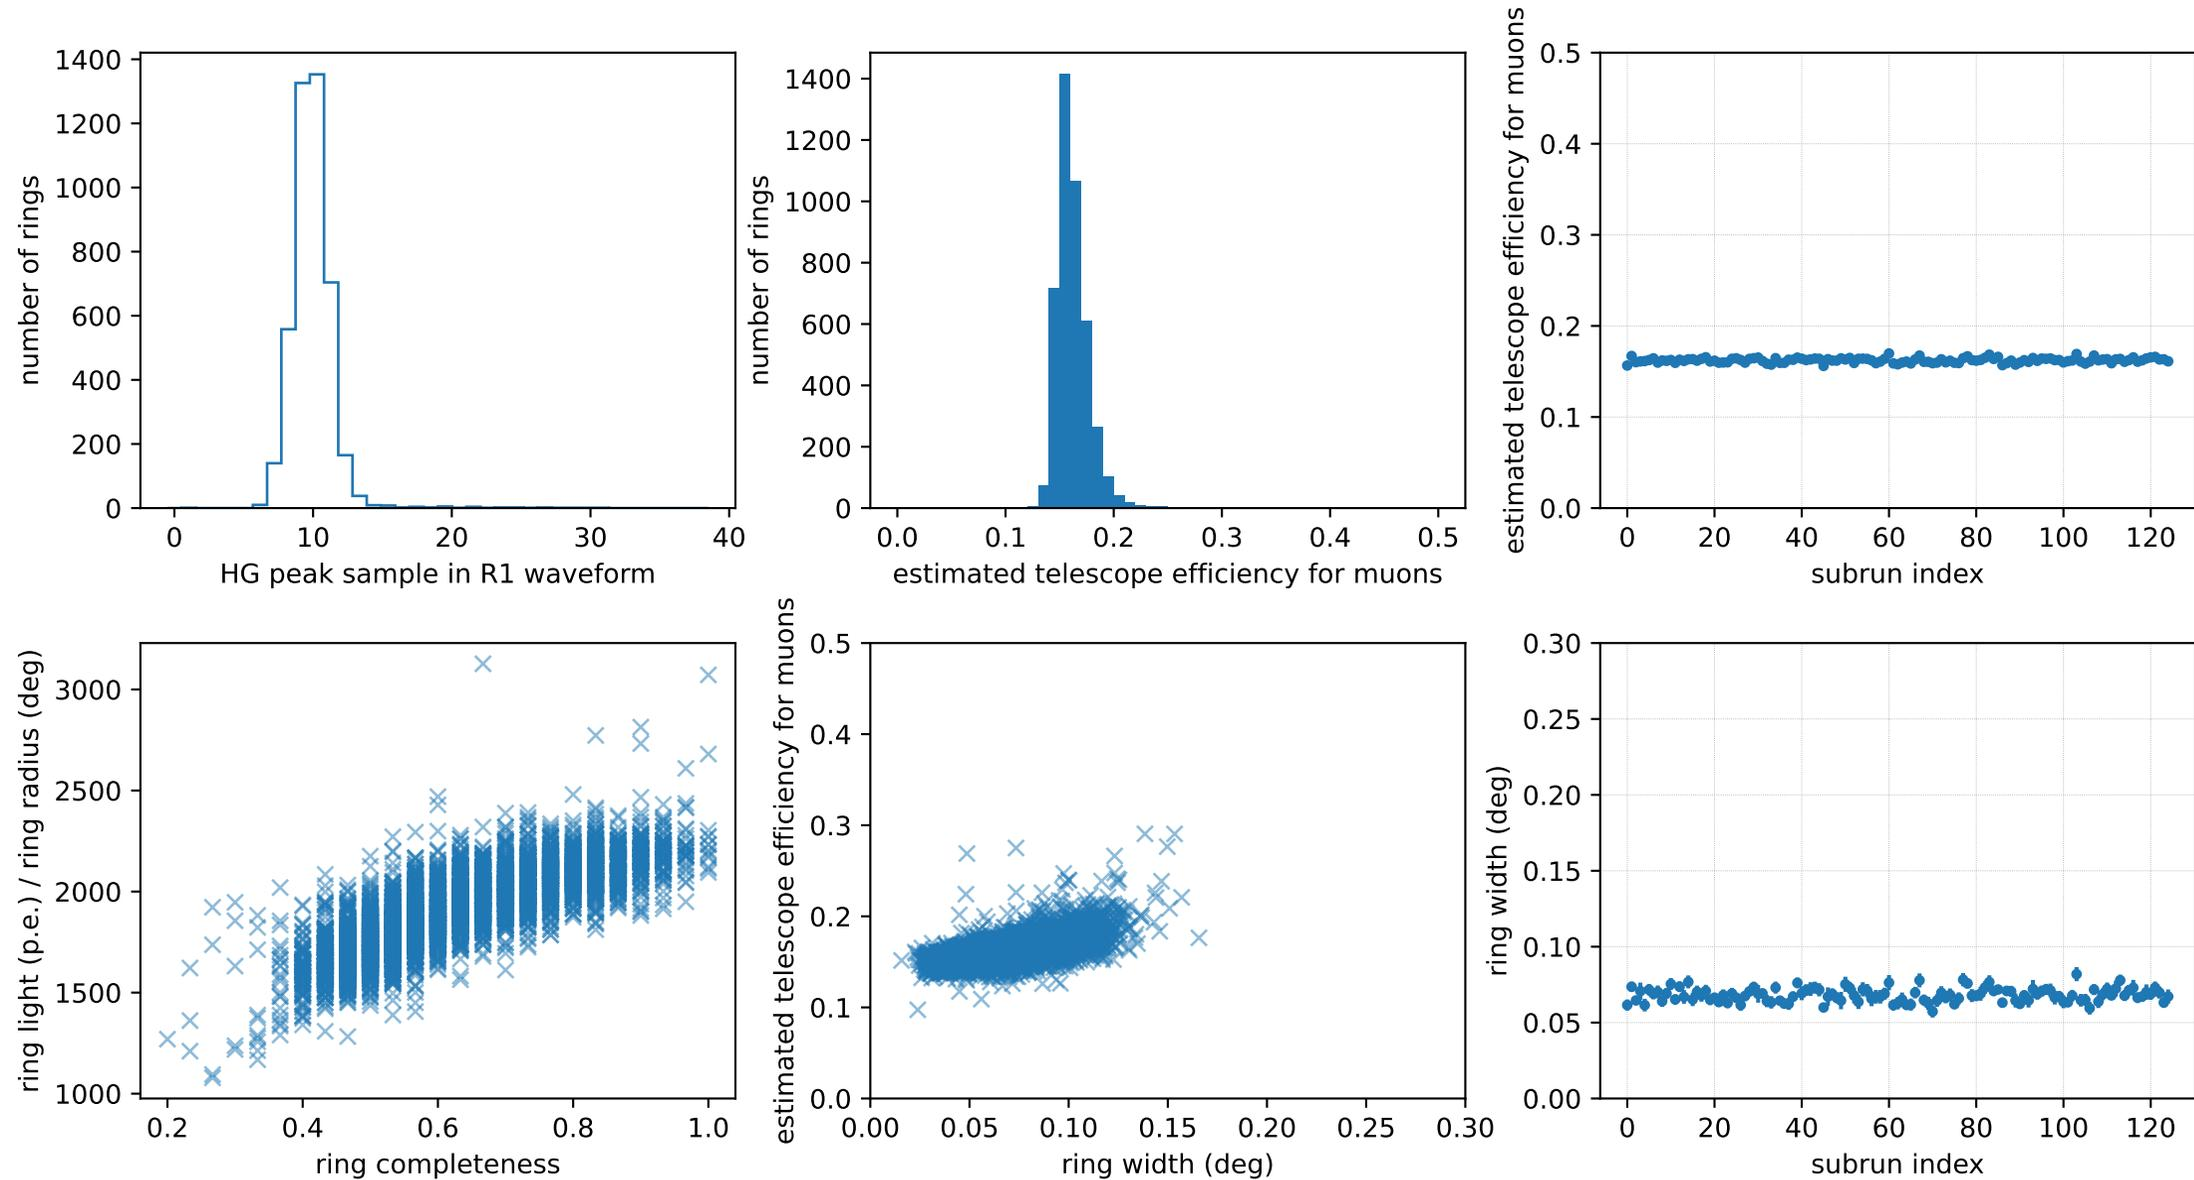 1400
1200
1000
800
600
400
200
0
number of rings
0 10 20 30 40
HG peak sample in R1 waveform
1400
1200
1000
800
600
400
200
0
number of rings
0.0 0.1 0.2 0.3 0.4 0.5
estimated telescope efficiency for muons
0.5
0.4
0.3
0.2
0.1
0.0
estimated telescope efficiency for muons
0 20 40 60 80 100 120
subrun index
3000
2500
2000
1500
1000
ring light (p.e.) / ring radius (deg)
0.2 0.4 0.6 0.8 1.0
ring completeness
0.5
0.4
0.3
0.2
0.1
0.0
estimated telescope efficiency for muons
0.00 0.05 0.10 0.15 0.20 0.25 0.30
ring width (deg)
0.30
0.25
0.20
0.15
0.10
0.05
0.00
ring width (deg)
0 20 40 60 80 100 120
subrun index